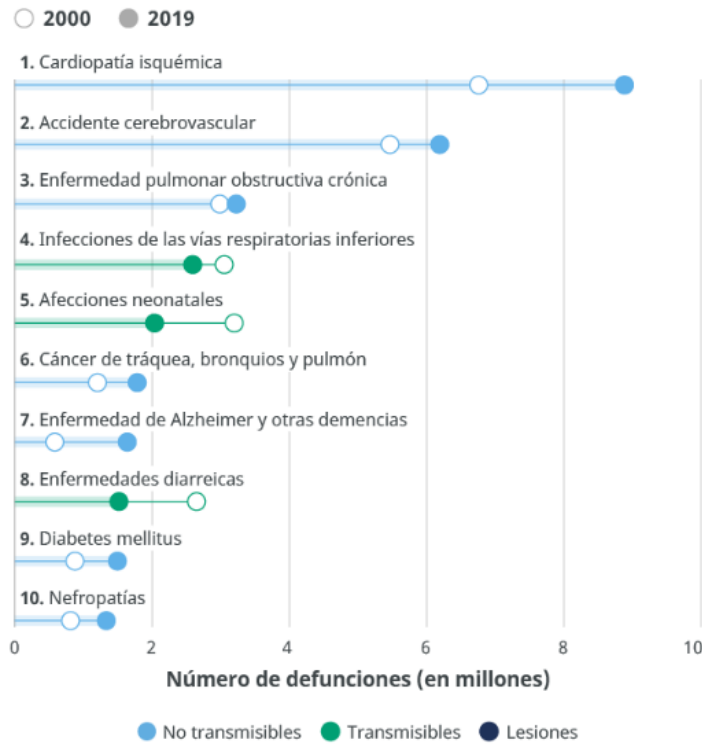 2000 2019
1. Cardiopatía isquémica
2. Accidente cerebrovascular
3. Enfermedad pulmonar obstructiva crónica
4. Infecciones de las vías respiratorias inferiores
5. Afecciones neonatales
6. Cáncer de tráquea, bronquios y pulmón
7. Enfermedad de Alzheimer y otras demencias
8. Enfermedades diarreicas
9. Diabetes mellitus
10. Nefropatías
0 2 4 6 8 10
Número de defunciones (en millones)
No transmisibles Transmisibles Lesiones